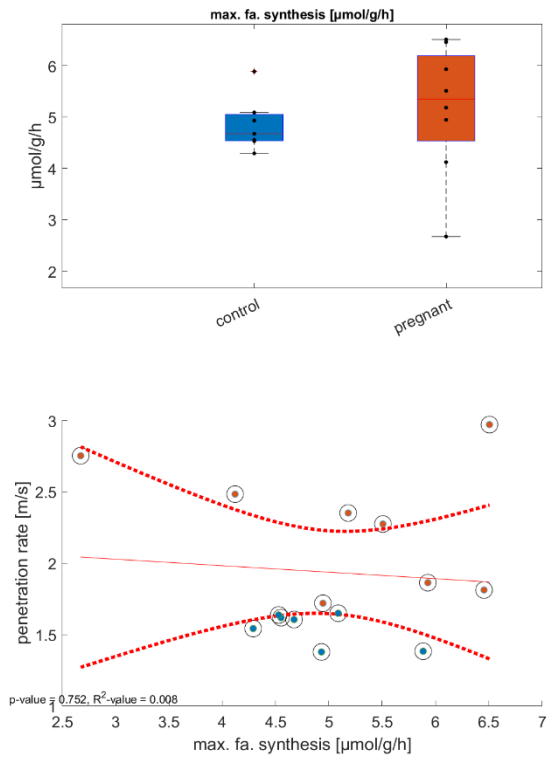 max. fa. synthesis [µmol/g/h]
6
5
4
3
2
µmol/g/h
control
pregnant
3
2.5
2
1.5
1
penetration rate [m/s]
p-value = 0.752, R²-value = 0.008
2.5 3 3.5 4 4.5 5 5.5 6 6.5 7
max. fa. synthesis [µmol/g/h]